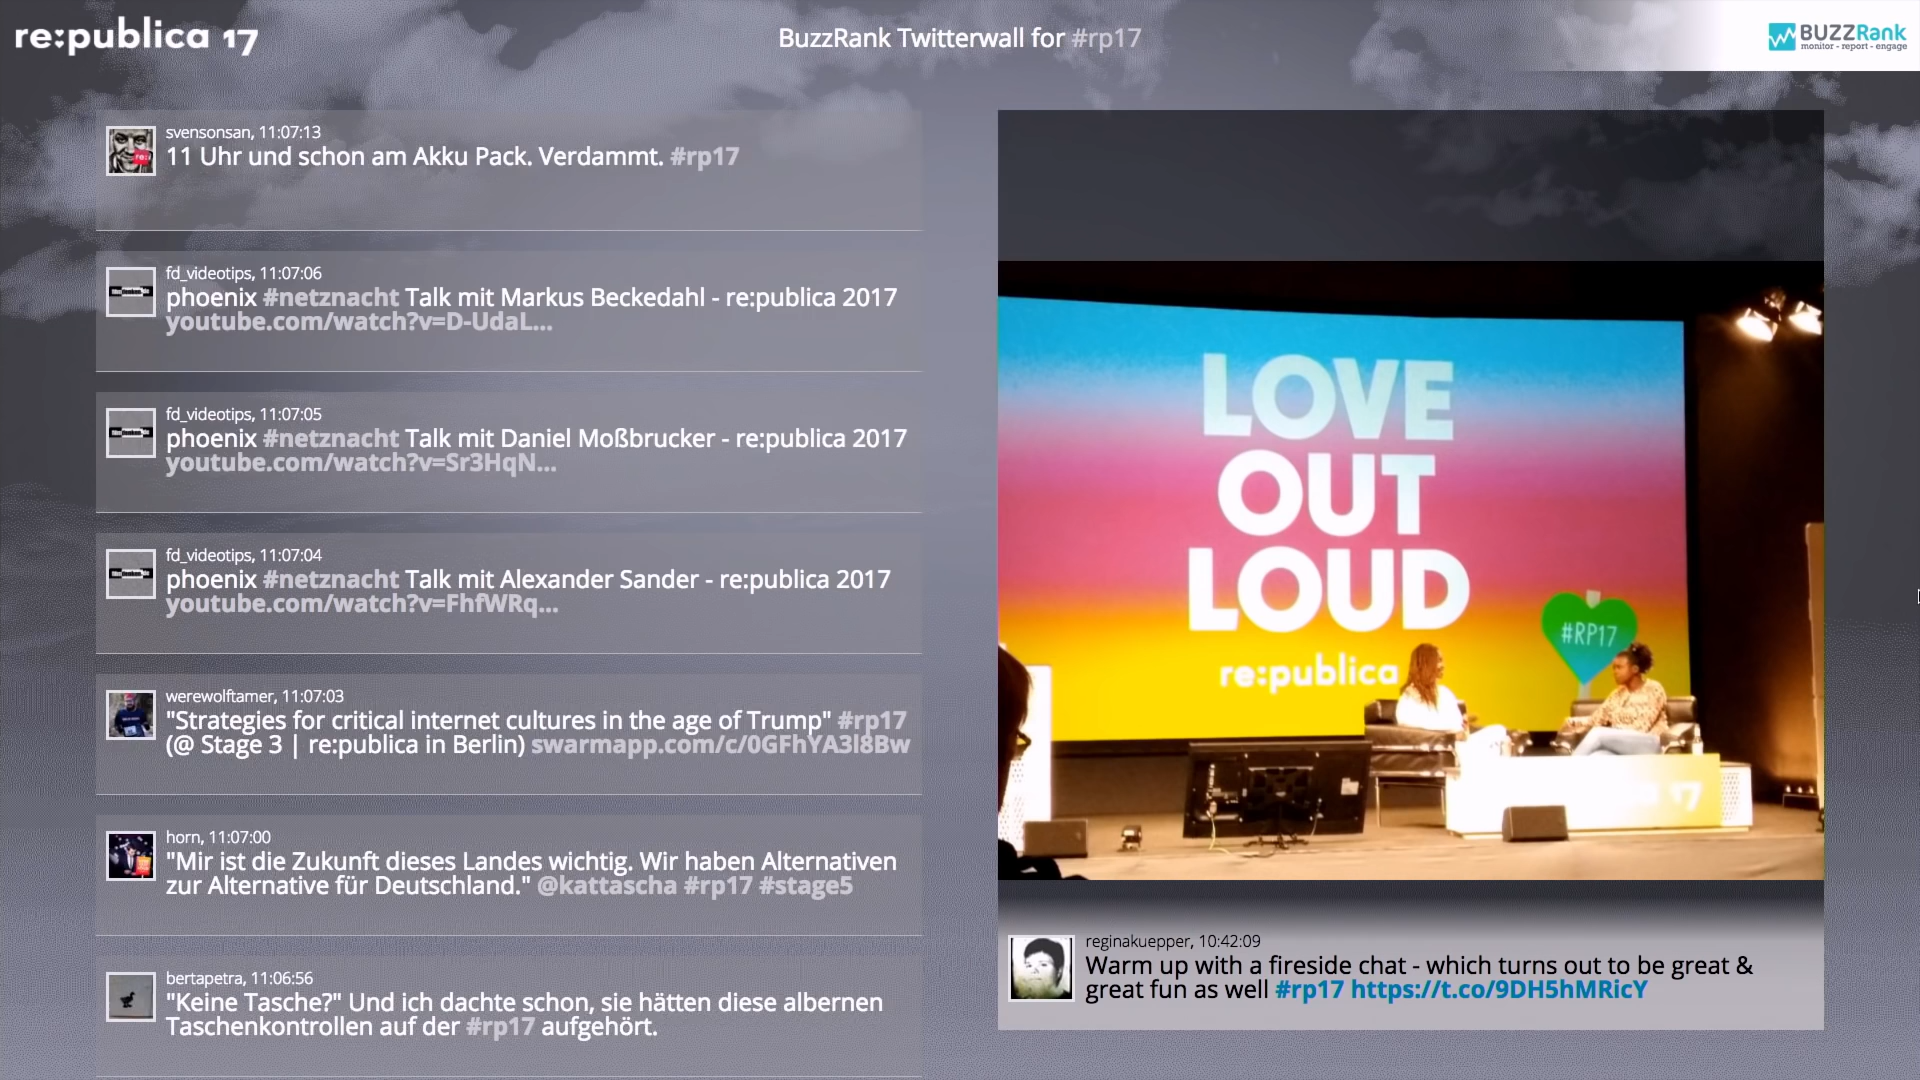 re:publica 17
BuzzRank Twitterwall for #rp17
BUZZRank
monitor - report - engage
svensonsan, 11:07:13
11 Uhr und schon am Akku Pack. Verdammt. #rp17
fd_videotips, 11:07:06
phoenix #netznacht Talk mit Markus Beckedahl - re:publica 2017
youtube.com/watch?v=D-UdaL...
fd_videotips, 11:07:05
phoenix #netznacht Talk mit Daniel Moßbrucker - re:publica 2017
youtube.com/watch?v=Sr3HqN...
fd_videotips, 11:07:04
phoenix #netznacht Talk mit Alexander Sander - re:publica 2017
youtube.com/watch?v=FhfWRq...
werewolftamer, 11:07:03
"Strategies for critical internet cultures in the age of Trump" #rp17
(@ Stage 3 | re:publica in Berlin) swarmapp.com/c/0GFhYA3I8Bw
horn, 11:07:00
"Mir ist die Zukunft dieses Landes wichtig. Wir haben Alternativen
zur Alternative für Deutschland." @kattascha #rp17 #stage5
bertapetra, 11:06:56
"Keine Tasche?" Und ich dachte schon, sie hätten diese albernen
Taschenkontrollen auf der #rp17 aufgehört.
LOVE
OUT
LOUD
re:publica
#RP17
17
reginakuepper, 10:42:09
Warm up with a fireside chat - which turns out to be great &
great fun as well #rp17 https://t.co/9DH5hMRicY